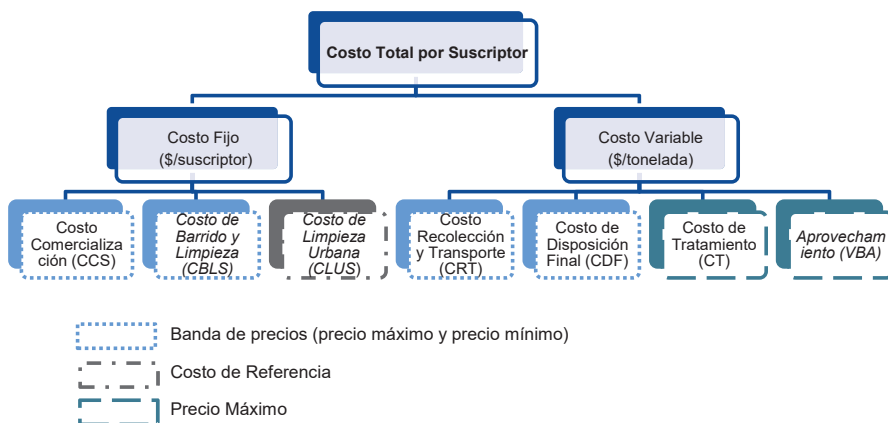 Costo Total por Suscriptor
Costo Fijo
($/suscriptor)
Costo Variable
($/tonelada)
Costo
Comercializa
ción (CCS)
Costo de
Barrido y
Limpieza
(CBLS)
Costo de
Limpieza
Urbana
(CLUS)
Costo
Recolección
y Transporte
(CRT)
Costo de
Disposición
Final (CDF)
Costo de
Tratamiento
(CT)
Aprovecham
iento (VBA)
Banda de precios (precio máximo y precio mínimo)
Costo de Referencia
Precio Máximo